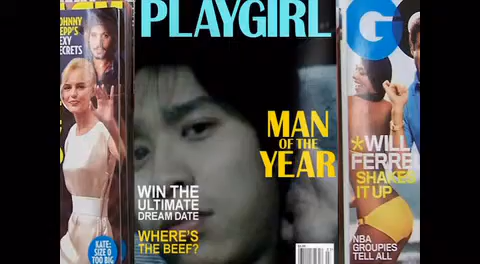 JOHNNY
DEPP'S
SEXY
SECRETS
KATE:
SIZE 0
TOO BIG
PLAYGIRL
MAN
OF THE
YEAR
WIN THE
ULTIMATE
DREAM DATE
WHERE'S
THE BEEF?
GQ
*WILL
FERRE
SHAKES
IT UP
NBA
GROUPIES
TELL ALL